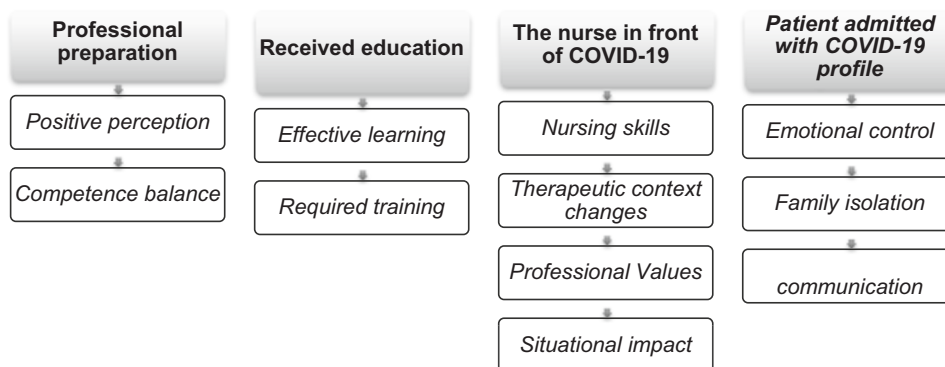 Professional
preparation
Positive perception
Competence balance
Received education
Effective learning
Required training
The nurse in front
of COVID-19
Nursing skills
Therapeutic context
changes
Professional Values
Situational impact
Patient admitted
with COVID-19
profile
Emotional control
Family isolation
communication